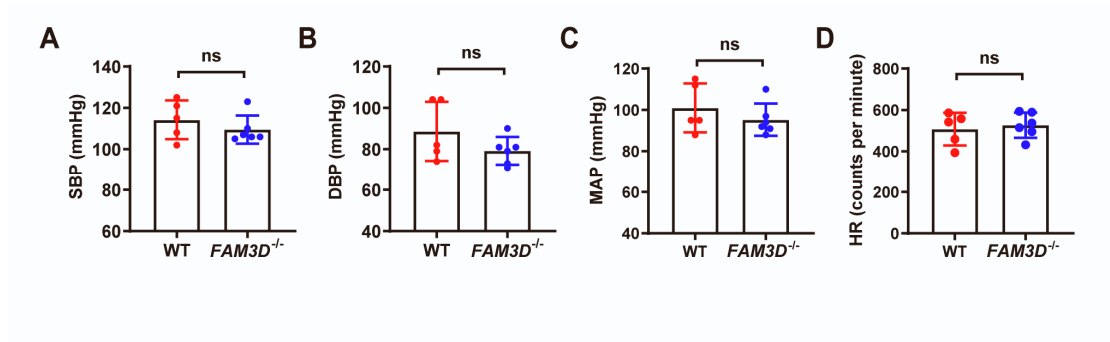 A
SBP (mmHg)
140
120
100
80
60
ns
WT
FAM3D-/-
B
DBP (mmHg)
120
100
80
60
40
ns
WT
FAM3D-/-
C
MAP (mmHg)
120
100
80
60
40
ns
WT
FAM3D-/-
D
HR (counts per minute)
800
600
400
200
0
ns
WT
FAM3D-/-